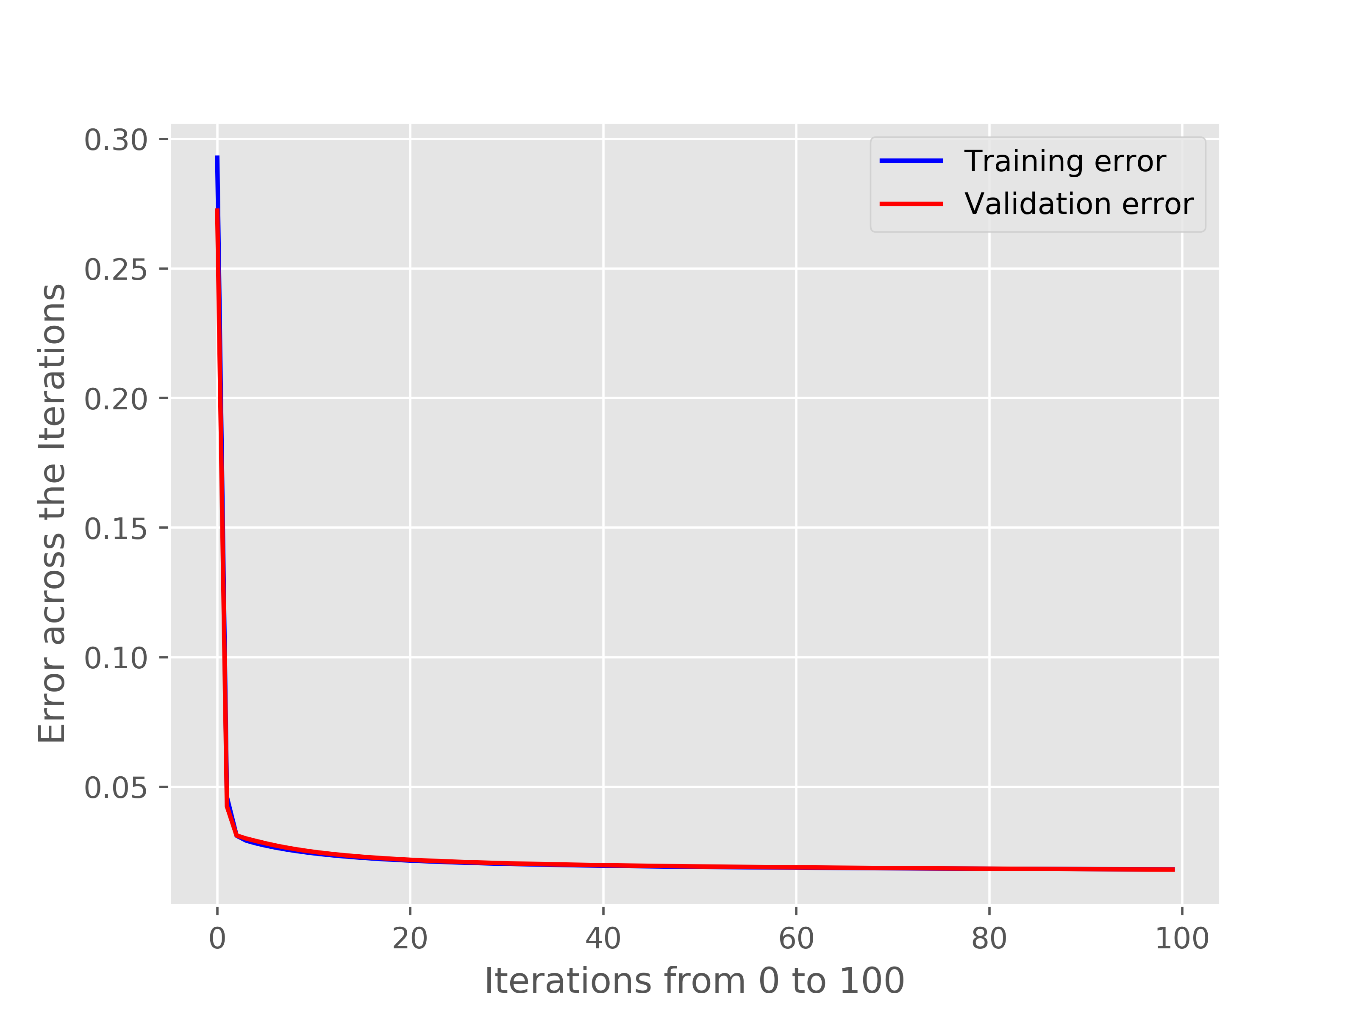 0.30
0.25
0.20
0.15
0.10
0.05
Error across the Iterations
Training error
Validation error
0 20 40 60 80 100
Iterations from 0 to 100